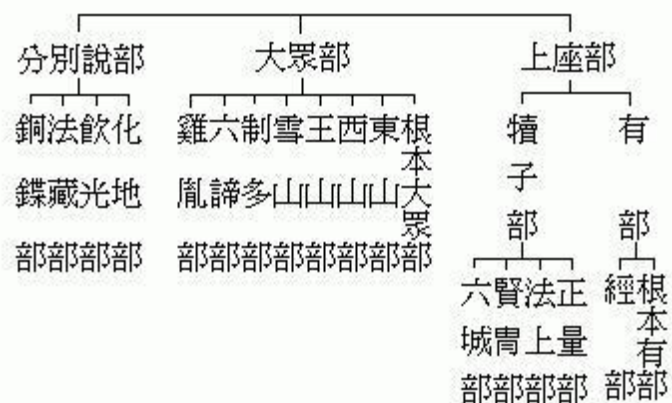 分別說部
大眾部
上座部
銅鍱部
法藏部
飲光部
化地部
雞胤部
六諦部
制多部
雪山部
王山部
西山部
東山部
根本大眾部
犢子部
有部
六城部
賢冑部
法上部
正量部
經部
根本有部